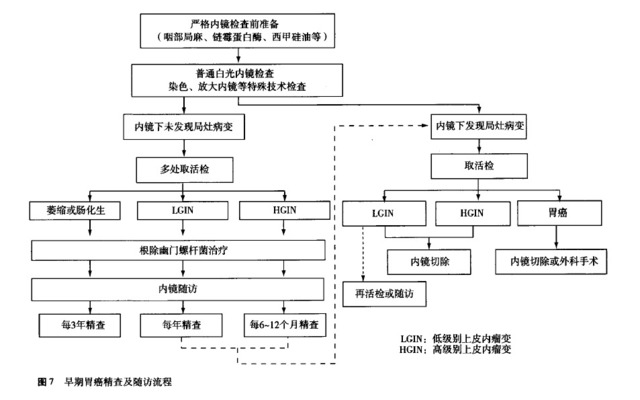 严格内镜检查前准备
（咽部局麻、链霉蛋白酶、西甲硅油等）
普通白光内镜检查
染色、放大内镜等特殊技术检查
内镜下未发现局灶病变
内镜下发现局灶病变
多处取活检
取活检
萎缩或肠化生
LGIN
HGIN
LGIN
HGIN
胃癌
根除幽门螺杆菌治疗
内镜切除
内镜切除或外科手术
内镜随访
再活检或随访
每3年精查
每年精查
每6~12个月精查
LGIN：低级别上皮内瘤变
HGIN：高级别上皮内瘤变
图7 早期胃癌精查及随访流程